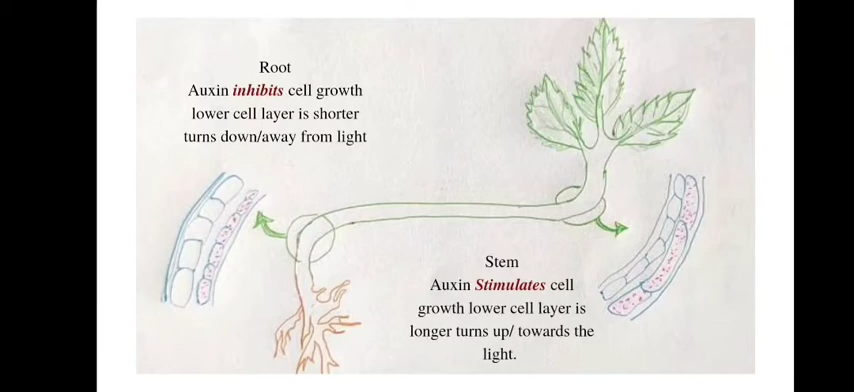 Root
Auxin inhibits cell growth
lower cell layer is shorter
turns down/away from light
Stem
Auxin Stimulates cell
growth lower cell layer is
longer turns up/ towards the
light.